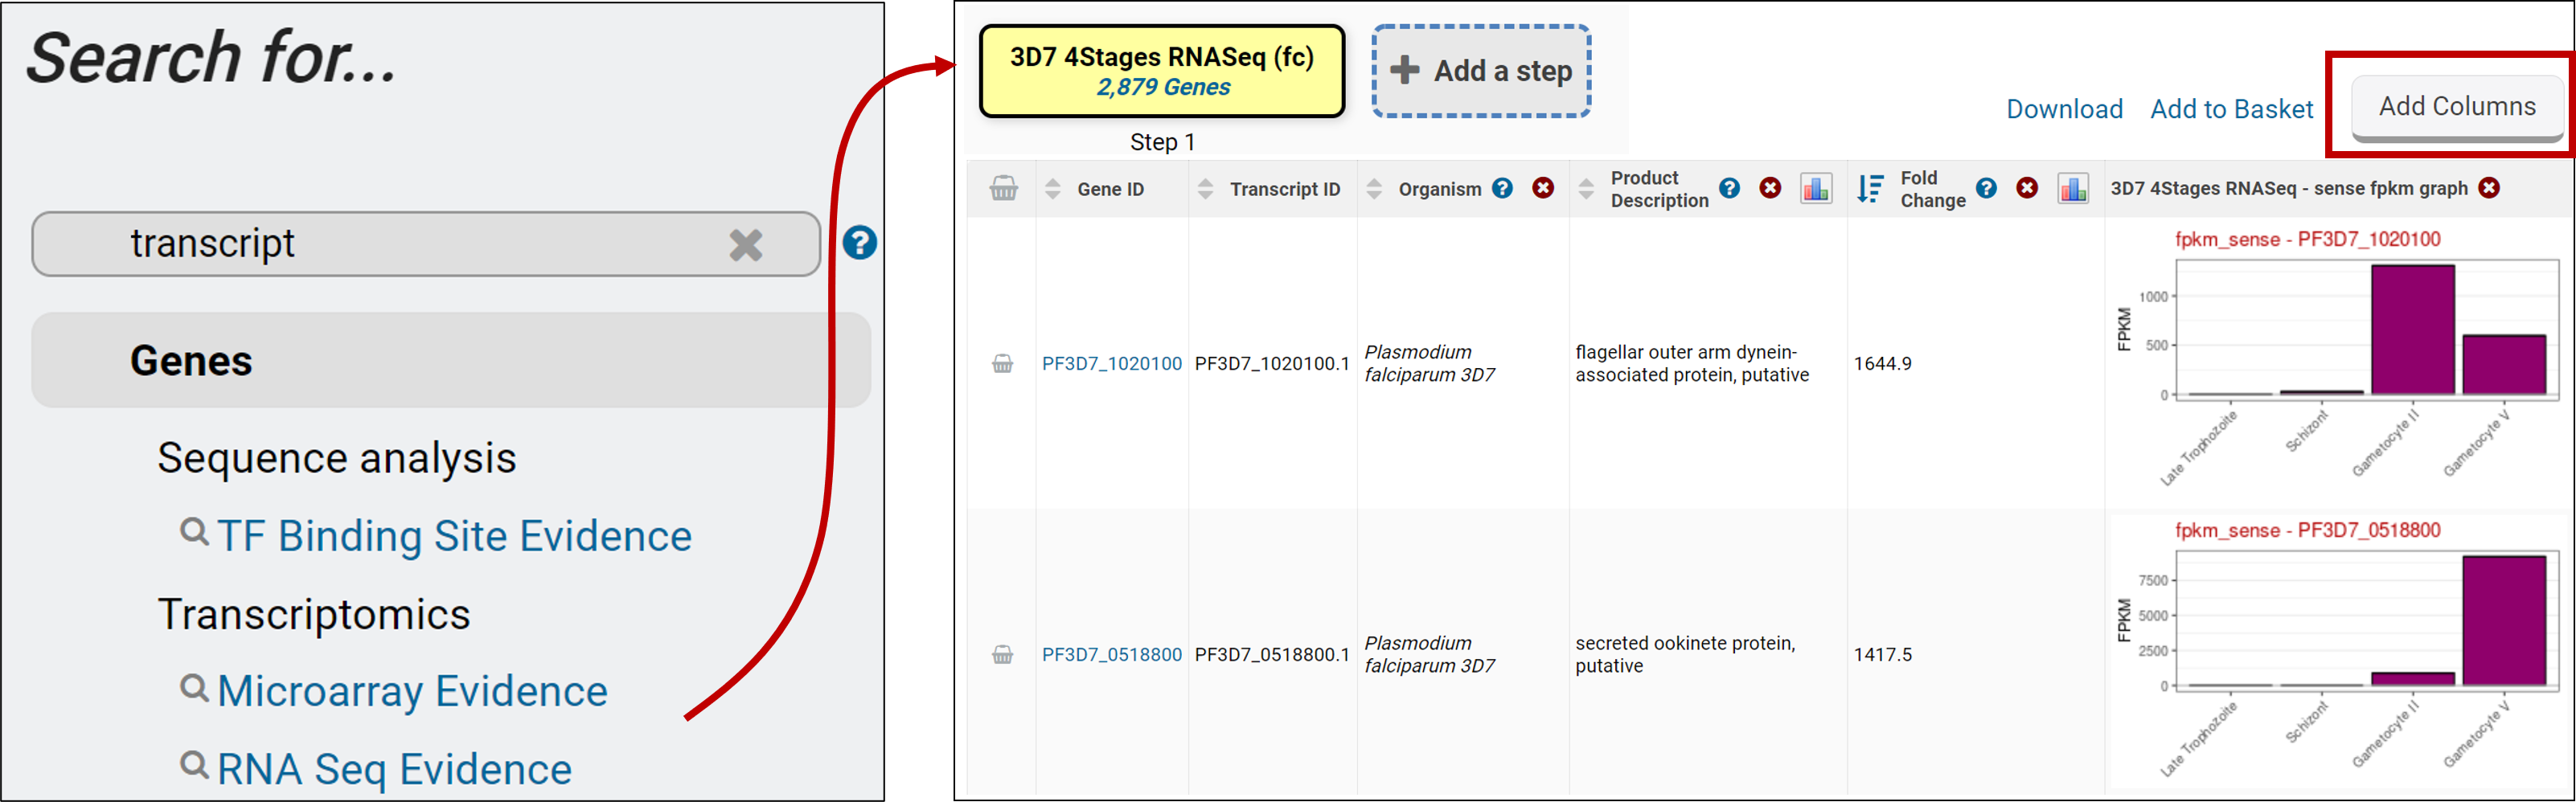 Search for...
transcript
?
Genes
Sequence analysis
TF Binding Site Evidence
Transcriptomics
Microarray Evidence
RNA Seq Evidence
3D7 4Stages RNASeq (fc)
2,879 Genes
Step 1
Add a step
Download
Add to Basket
Add Columns
Gene ID
Transcript ID
Organism ?
Product
Description ?
Fold
Change ?
3D7 4Stages RNASeq - sense fpkm graph
PF3D7_1020100
PF3D7_1020100.1
Plasmodium
falciparum 3D7
flagellar outer arm dynein-
associated protein, putative
1644.9
fpkm_sense - PF3D7_1020100
FPKM
1000
500
0
Late Trophozoite
Schizont
Gametocyte II
Gametocyte V
PF3D7_0518800
PF3D7_0518800.1
Plasmodium
falciparum 3D7
secreted ookinete protein,
putative
1417.5
fpkm_sense - PF3D7_0518800
FPKM
7500
5000
2500
0
Late Trophozoite
Schizont
Gametocyte II
Gametocyte V